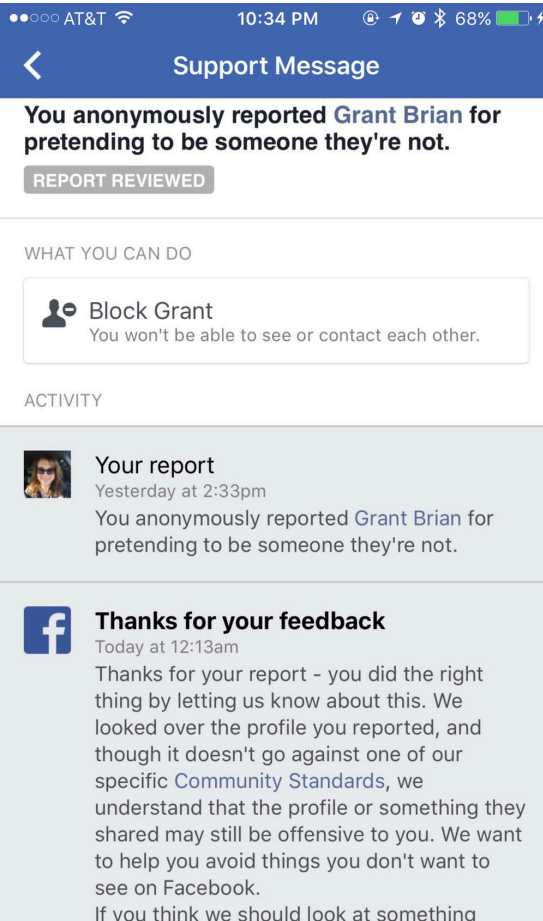 AT&T 10:34 PM 68%
Support Message
You anonymously reported Grant Brian for
pretending to be someone they're not.
REPORT REVIEWED
WHAT YOU CAN DO
Block Grant
You won't be able to see or contact each other.
ACTIVITY
Your report
Yesterday at 2:33pm
You anonymously reported Grant Brian for
pretending to be someone they're not.
f
Thanks for your feedback
Today at 12:13am
Thanks for your report - you did the right
thing by letting us know about this. We
looked over the profile you reported, and
though it doesn't go against one of our
specific Community Standards, we
understand that the profile or something they
shared may still be offensive to you. We want
to help you avoid things you don't want to
see on Facebook.
If you think we should look at something